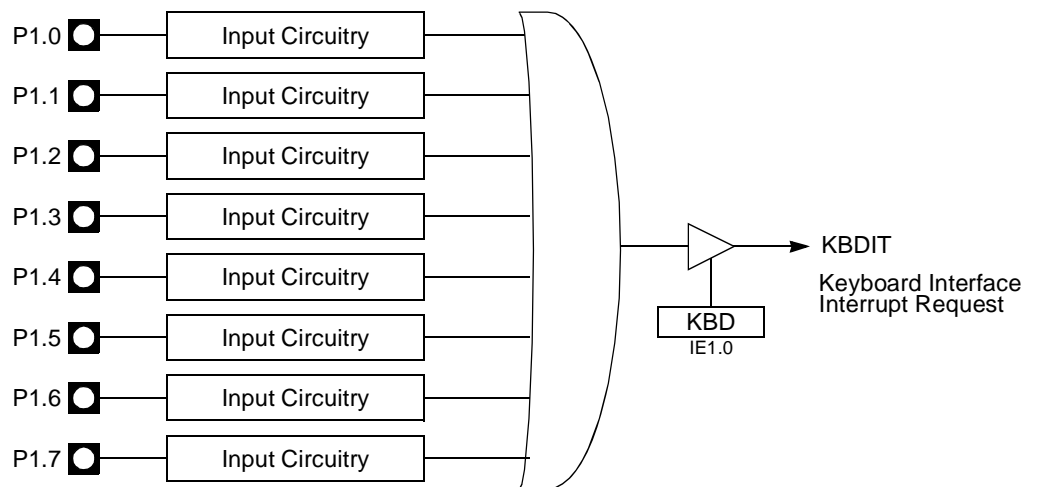 P1.0 Input Circuitry
P1.1 Input Circuitry
P1.2 Input Circuitry
P1.3 Input Circuitry
P1.4 Input Circuitry
P1.5 Input Circuitry
P1.6 Input Circuitry
P1.7 Input Circuitry
KBDIT
Keyboard Interface
Interrupt Request
KBD
IE1.0